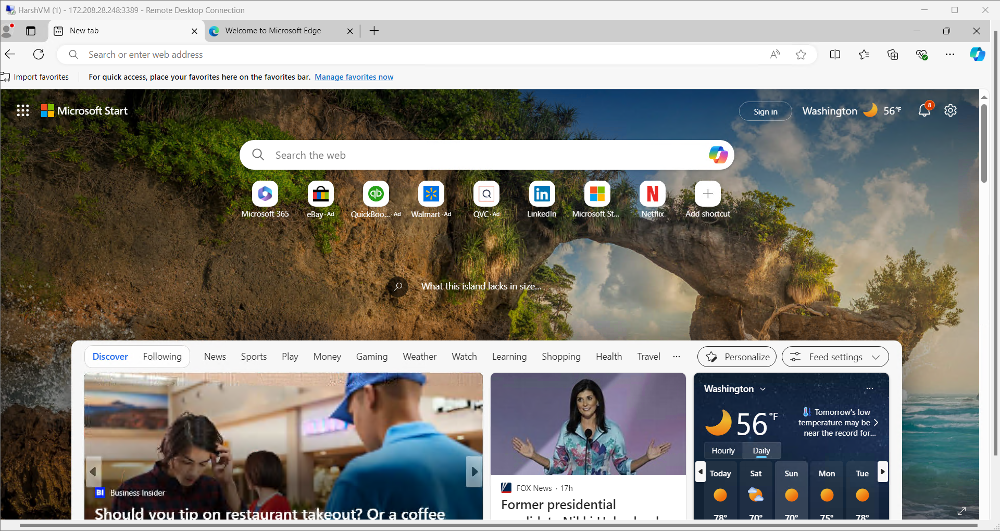 HarshVM (1) - 172.208.28.248:3389 - Remote Desktop Connection
New tab
Welcome to Microsoft Edge
Search or enter web address
Import favorites
For quick access, place your favorites here on the favorites bar. Manage favorites now
Microsoft Start
Sign in
Washington
56°F
8
Search the web
Microsoft 365
eBay · Ad
QuickBoo... · Ad
Walmart · Ad
QVC · Ad
LinkedIn
Microsoft St...
Netflix
Add shortcut
What this island lacks in size...
Discover
Following
News
Sports
Play
Money
Gaming
Weather
Watch
Learning
Shopping
Health
Travel
Personalize
Feed settings
BI Business Insider
Should you tip on restaurant takeout? Or a coffee
FOX News · 17h
Former presidential
Washington
56°F
Tomorrow's low
temperature may be
near the record for...
Hourly
Daily
Today
Sat
Sun
Mon
Tue
78°
70°
70°
75°
78°